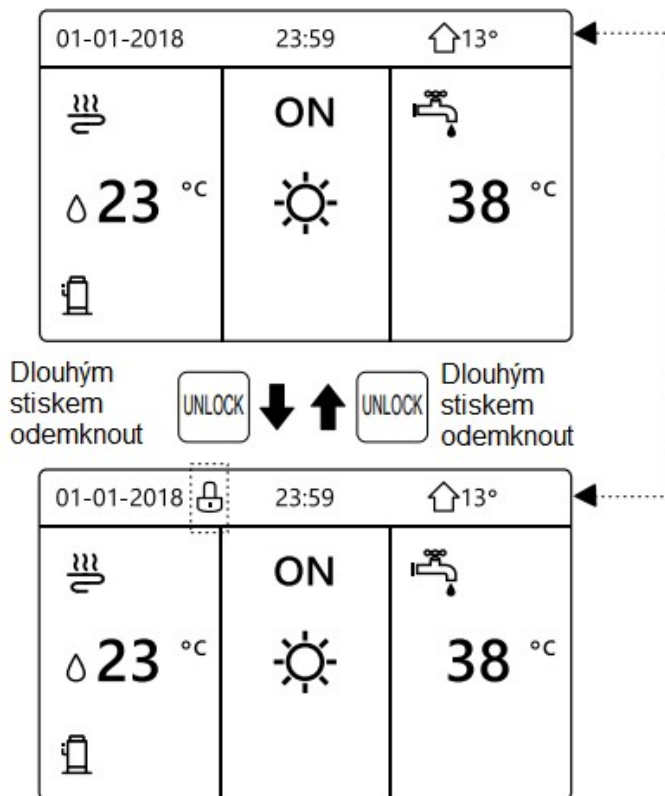 01-01-2018 23:59 13°
ON
23 °C 38 °C
Dlouhým
stiskem
odemknout
UNLOCK UNLOCK
Dlouhým
stiskem
odemknout
01-01-2018 23:59 13°
ON
23 °C 38 °C